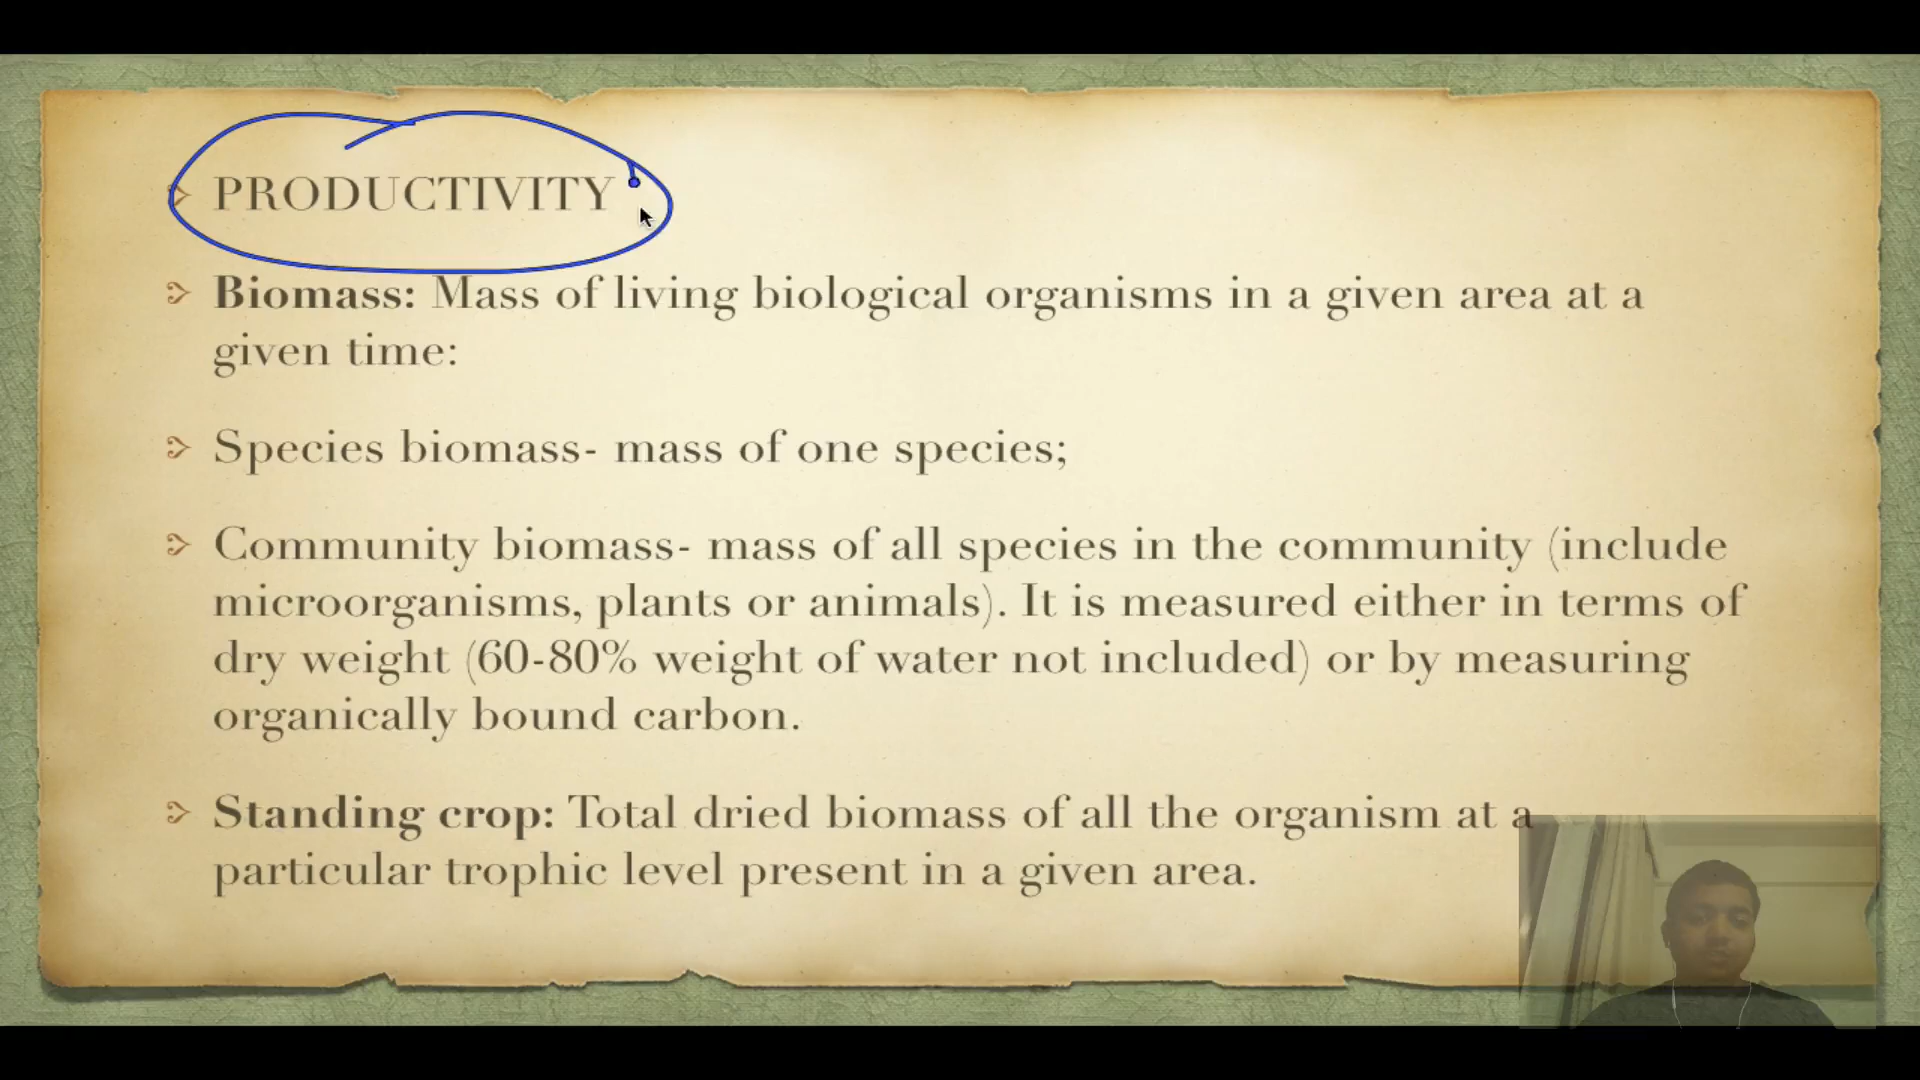 PRODUCTIVITY
Biomass: Mass of living biological organisms in a given area at a
given time:
Species biomass- mass of one species;
Community biomass- mass of all species in the community (include
microorganisms, plants or animals). It is measured either in terms of
dry weight (60-80% weight of water not included) or by measuring
organically bound carbon.
Standing crop: Total dried biomass of all the organism at a
particular trophic level present in a given area.